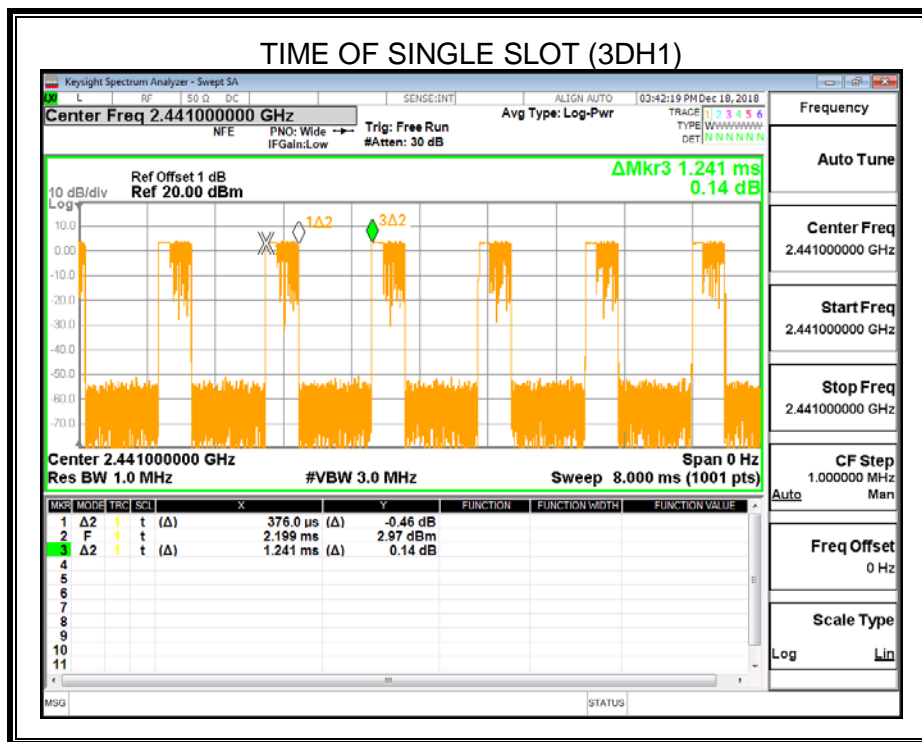 TIME OF SINGLE SLOT (3DH1)
Keysight Spectrum Analyzer - Swept SA
LXI L RF 50 Ω DC SENSE:INT ALIGN AUTO 03:42:19 PM Dec 18, 2018
Center Freq 2.441000000 GHz
NFE
PNO: Wide
IFGain:Low
Trig: Free Run
#Atten: 30 dB
Avg Type: Log-Pwr
TRACE 1 2 3 4 5 6
TYPE WWWWWW
DET N N N N N N
Ref Offset 1 dB
10 dB/div Ref 20.00 dBm
Log
ΔMkr3 1.241 ms
0.14 dB
10.0
0.00
-10.0
-20.0
-30.0
-40.0
-50.0
-60.0
-70.0
X
1Δ2
3Δ2
Center 2.441000000 GHz Span 0 Hz
Res BW 1.0 MHz #VBW 3.0 MHz Sweep 8.000 ms (1001 pts)
MKR MODE TRC SCL X Y FUNCTION FUNCTION WIDTH FUNCTION VALUE
1 Δ2 1 t (Δ) 376.0 µs (Δ) -0.46 dB
2 F 1 t 2.199 ms 2.97 dBm
3 Δ2 1 t (Δ) 1.241 ms (Δ) 0.14 dB
4
5
6
7
8
9
10
11
MSG STATUS
Frequency
Auto Tune
Center Freq
2.441000000 GHz
Start Freq
2.441000000 GHz
Stop Freq
2.441000000 GHz
CF Step
1.000000 MHz
Auto Man
Freq Offset
0 Hz
Scale Type
Log Lin